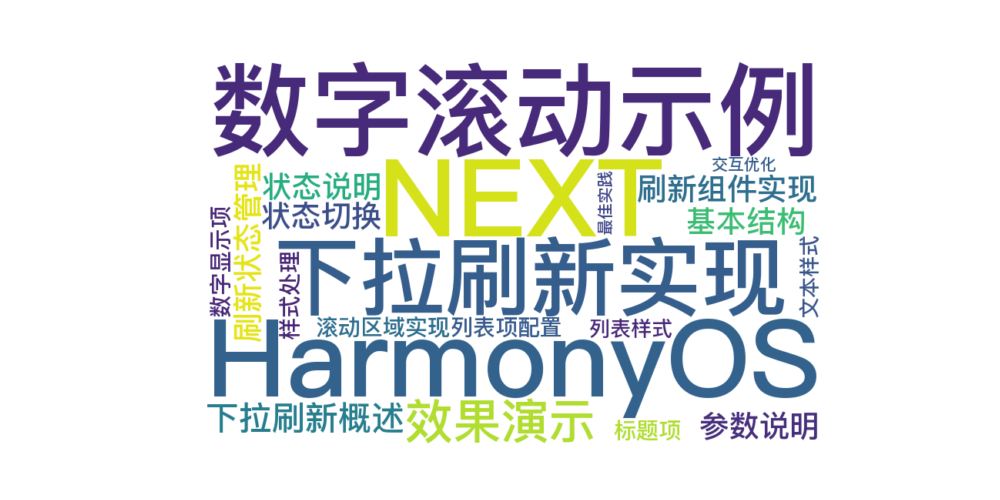 数字滚动示例
NEXT
交互优化
刷新状态管理
状态说明
最佳实践
刷新组件实现
状态切换
基本结构
数字显示项
下拉刷新实现
文本样式
样式处理
滚动区域实现
列表项配置
列表样式
HarmonyOS
下拉刷新概述
效果演示
标题项
参数说明